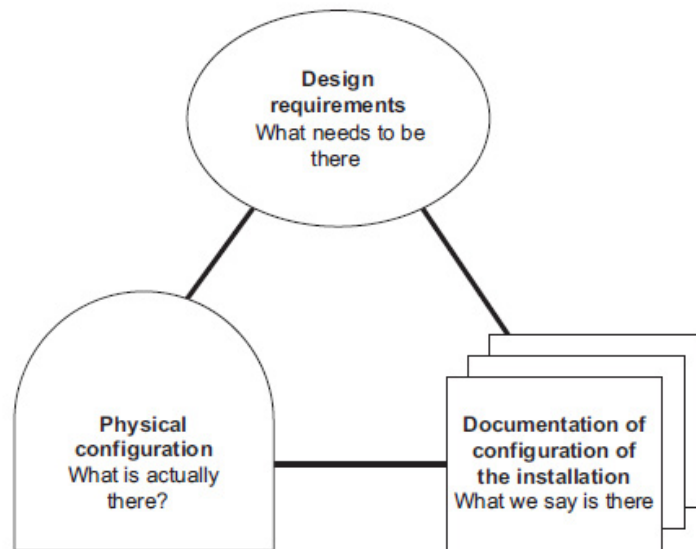 Design
requirements
What needs to be
there
Physical
configuration
What is actually
there?
Documentation of
configuration of
the installation
What we say is there